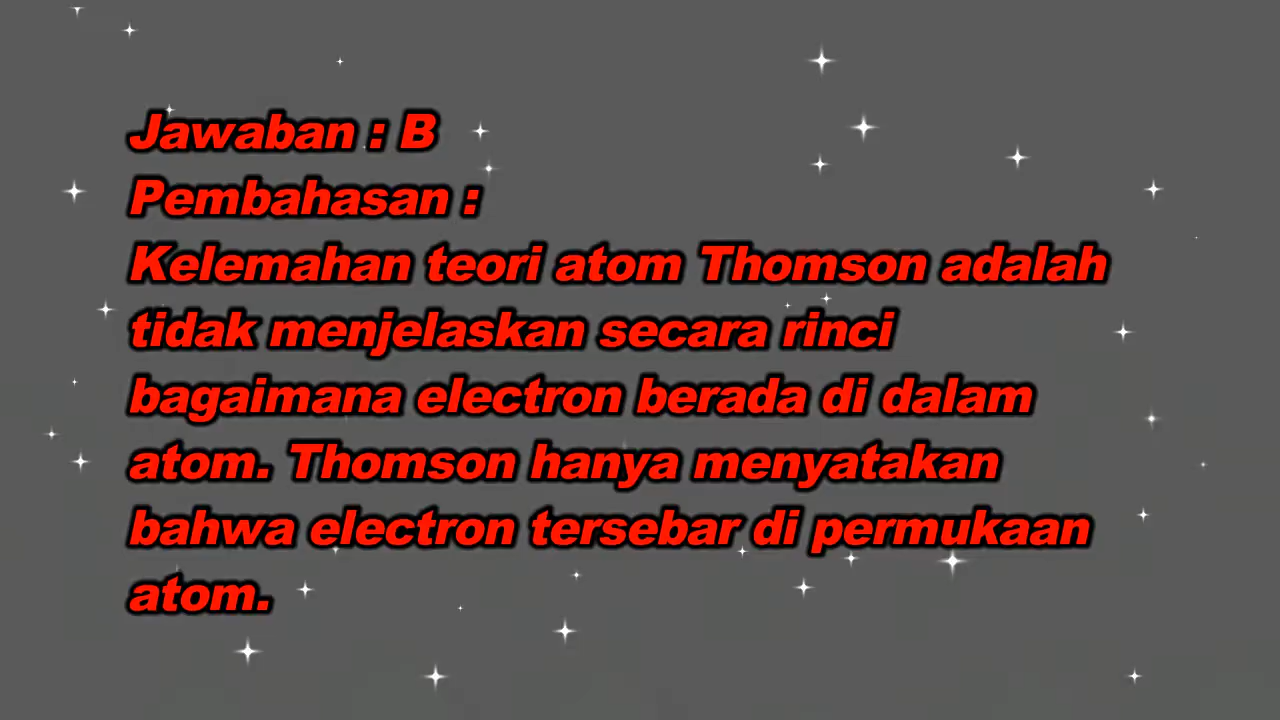 Jawaban : B
Pembahasan :
Kelemahan teori atom Thomson adalah
tidak menjelaskan secara rinci
bagaimana electron berada di dalam
atom. Thomson hanya menyatakan
bahwa electron tersebar di permukaan
atom.